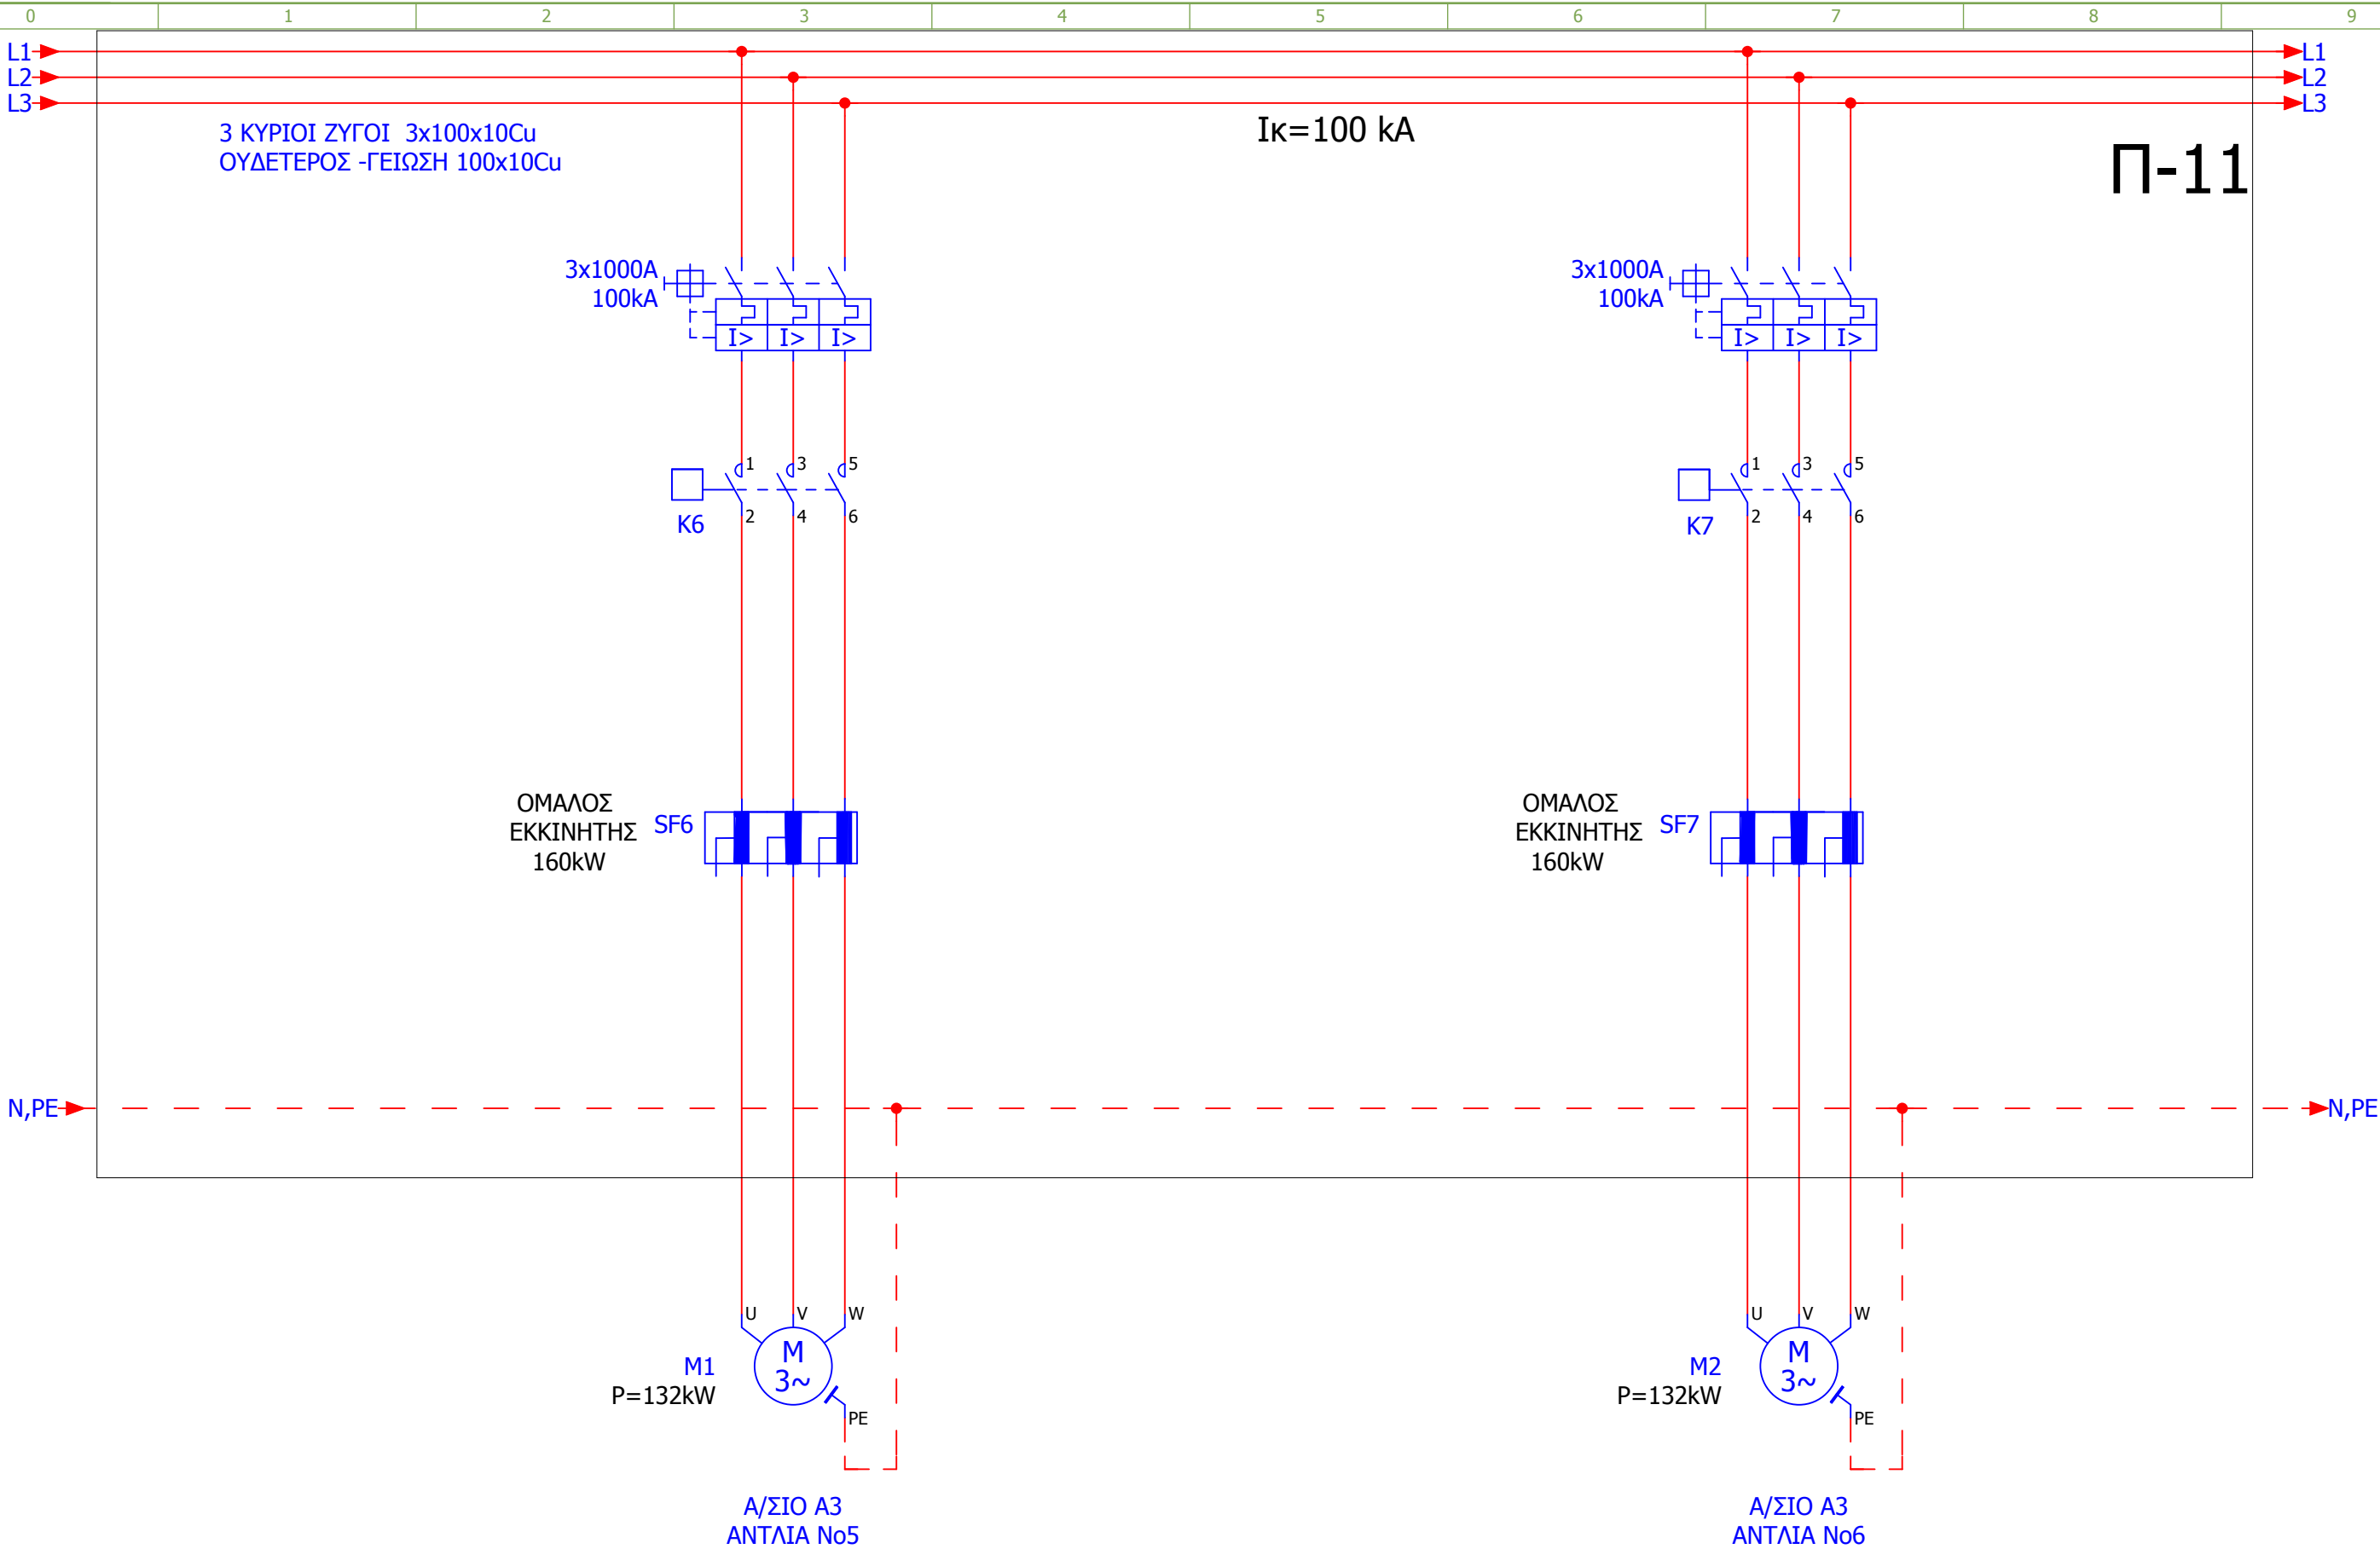 0 1 2 3 4 5 6 7 8 9
L1 L1
L2 L2
L3 L3
3 ΚΥΡΙΟΙ ΖΥΓΟΙ 3x100x10Cu
ΟΥΔΕΤΕΡΟΣ -ΓΕΙΩΣΗ 100x10Cu
Ικ=100 kA
Π-11
3x1000A
100kA
I> I> I>
3x1000A
100kA
I> I> I>
1 3 5
K6
2 4 6
1 3 5
K7
2 4 6
ΟΜΑΛΟΣ
ΕΚΚΙΝΗΤΗΣ
160kW
SF6
ΟΜΑΛΟΣ
ΕΚΚΙΝΗΤΗΣ
160kW
SF7
N,PE N,PE
U V W
M1
P=132kW
M
3~
PE
U V W
M2
P=132kW
M
3~
PE
Α/ΣΙΟ Α3
ΑΝΤΛΙΑ Νο5
Α/ΣΙΟ Α3
ΑΝΤΛΙΑ Νο6